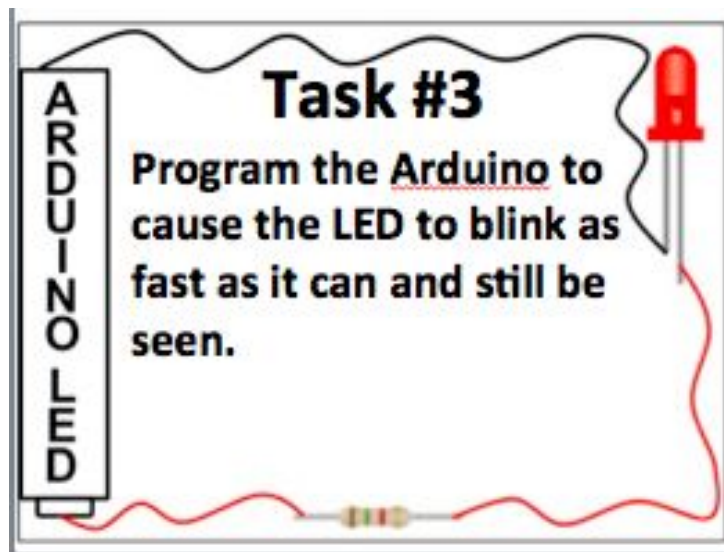 ARDUINO LED
Task #3
Program the Arduino to
cause the LED to blink as
fast as it can and still be
seen.